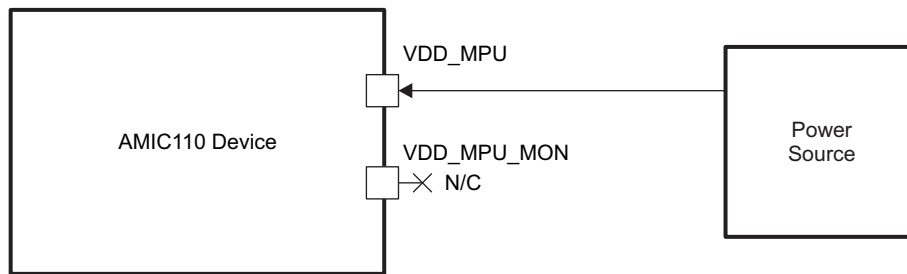 VDD_MPU
AMIC110 Device
Power
Source
VDD_MPU_MON
N/C